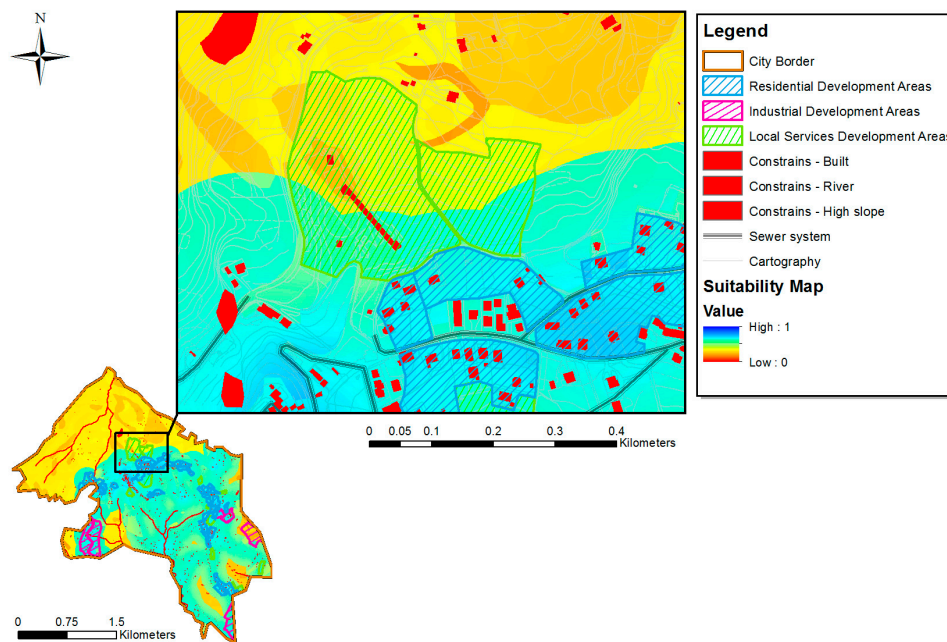 N
Legend
City Border
Residential Development Areas
Industrial Development Areas
Local Services Development Areas
Constrains - Built
Constrains - River
Constrains - High slope
Sewer system
Cartography
Suitability Map
Value
High : 1
Low : 0
0 0.05 0.1 0.2 0.3 0.4
Kilometers
0 0.75 1.5
Kilometers